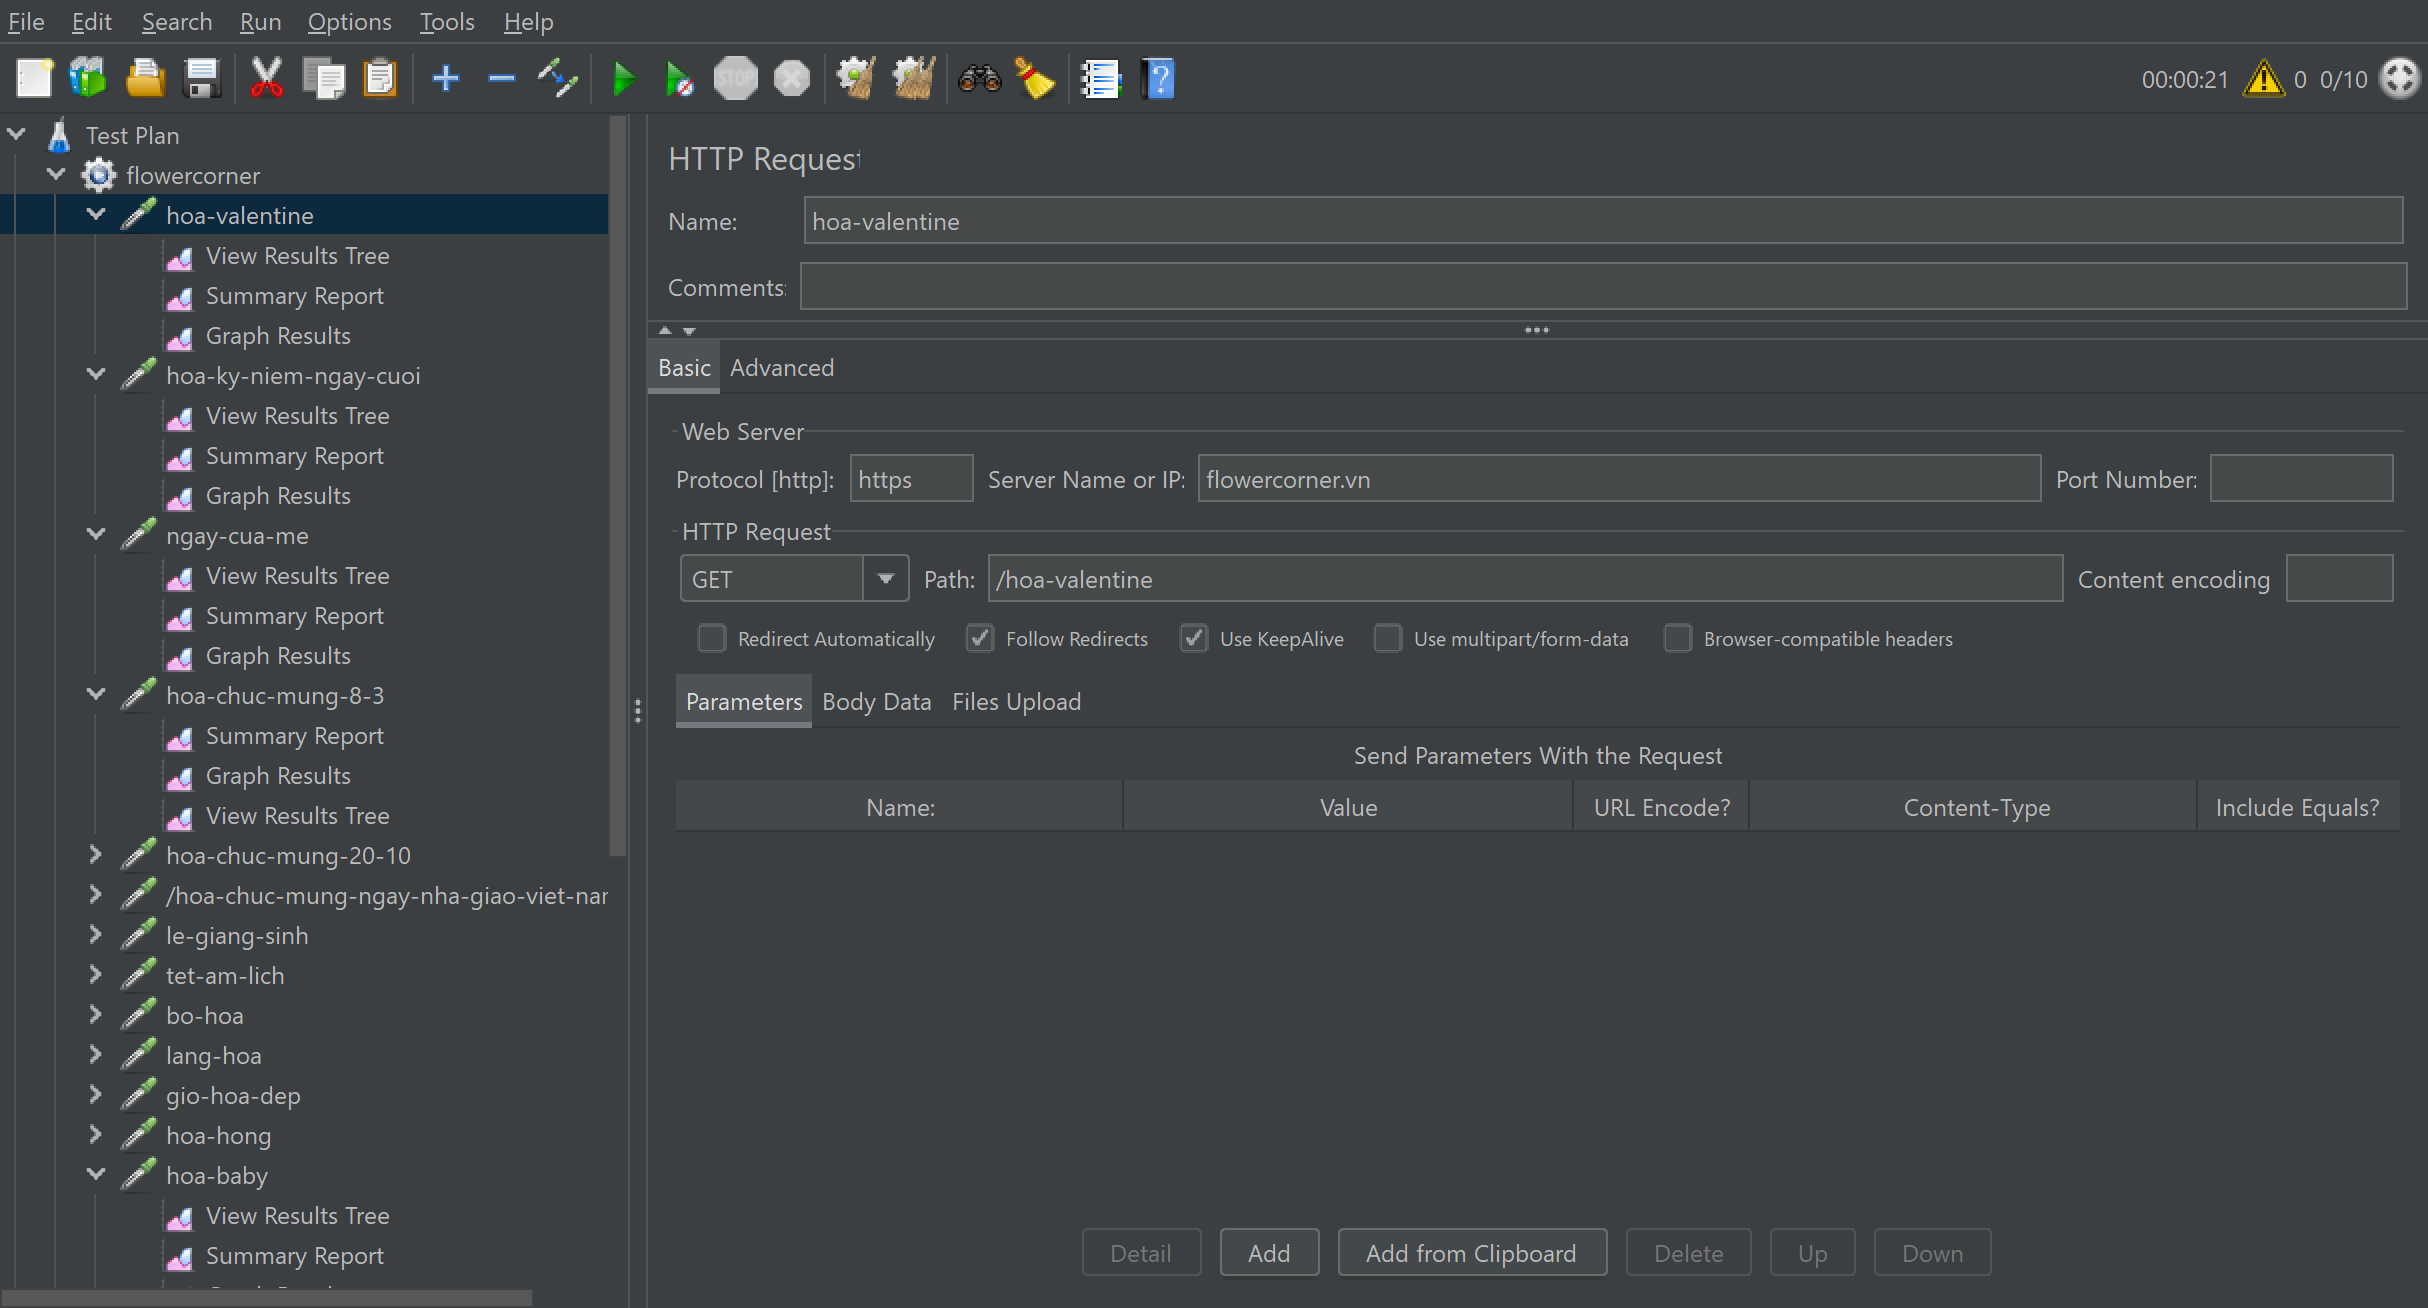 File Edit Search Run Options Tools Help
STOP
00:00:21 0 0/10
Test Plan
flowercorner
hoa-valentine
View Results Tree
Summary Report
Graph Results
hoa-ky-niem-ngay-cuoi
View Results Tree
Summary Report
Graph Results
ngay-cua-me
View Results Tree
Summary Report
Graph Results
hoa-chuc-mung-8-3
Summary Report
Graph Results
View Results Tree
hoa-chuc-mung-20-10
/hoa-chuc-mung-ngay-nha-giao-viet-nar
le-giang-sinh
tet-am-lich
bo-hoa
lang-hoa
gio-hoa-dep
hoa-hong
hoa-baby
View Results Tree
Summary Report
HTTP Request
Name: hoa-valentine
Comments:
Basic Advanced
Web Server
Protocol [http]: https Server Name or IP: flowercorner.vn Port Number:
HTTP Request
GET Path: /hoa-valentine Content encoding
Redirect Automatically Follow Redirects Use KeepAlive Use multipart/form-data Browser-compatible headers
Parameters Body Data Files Upload
Send Parameters With the Request
Name: Value URL Encode? Content-Type Include Equals?
Detail Add Add from Clipboard Delete Up Down